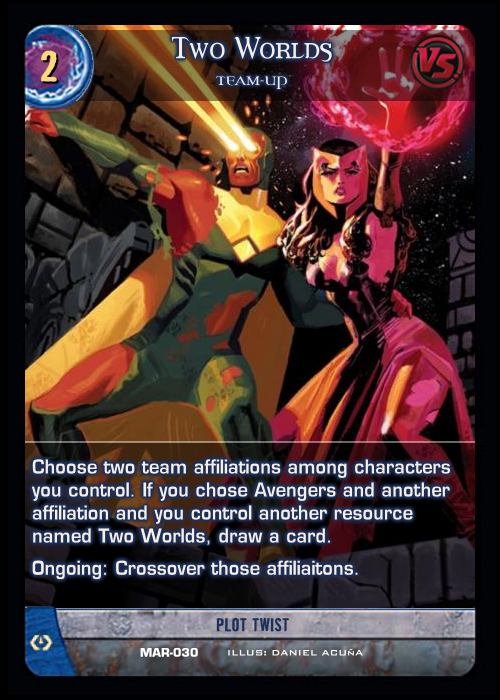 2
Two Worlds
TEAM-UP
VS
Choose two team affiliations among characters
you control. If you chose Avengers and another
affiliation and you control another resource
named Two Worlds, draw a card.
Ongoing: Crossover those affiliaitons.
PLOT TWIST
MAR-030 ILLUS: DANIEL ACUÑA